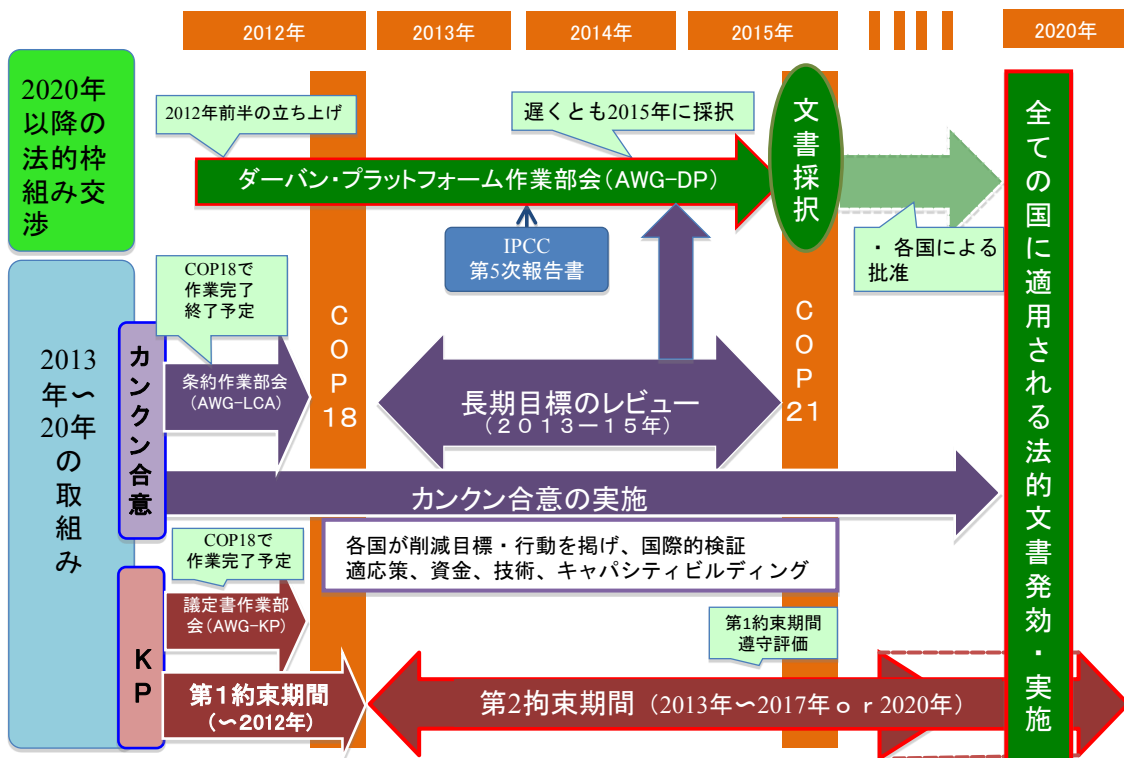 2012年
2013年
2014年
2015年
2020年
2020年
以降の
法的枠
組み交
渉
2012年前半の立ち上げ
遅くとも2015年に採択
ダーバン・プラットフォーム作業部会(AWG-DP)
文書採択
IPCC
第5次報告書
・ 各国による
批准
全ての国に適用される法的文書発効・実施
2013
年~
20年
の
取
組
み
カンクン合意
COP18で
作業完了
終了予定
条約作業部会
(AWG-LCA)
COP18
長期目標のレビュー
(2013-15年)
COP21
カンクン合意の実施
各国が削減目標・行動を掲げ、国際的検証
適応策、資金、技術、キャパシティビルディング
KP
COP18で
作業完了予定
議定書作業部
会(AWG-KP)
第1約束期間
遵守評価
第1約束期間
(~2012年)
第2拘束期間 (2013年~2017年or2020年)